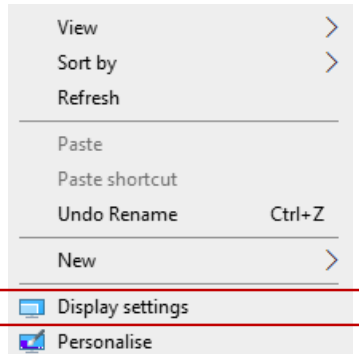 View
Sort by
Refresh
Paste
Paste shortcut
Undo Rename Ctrl+Z
New
Display settings
Personalise